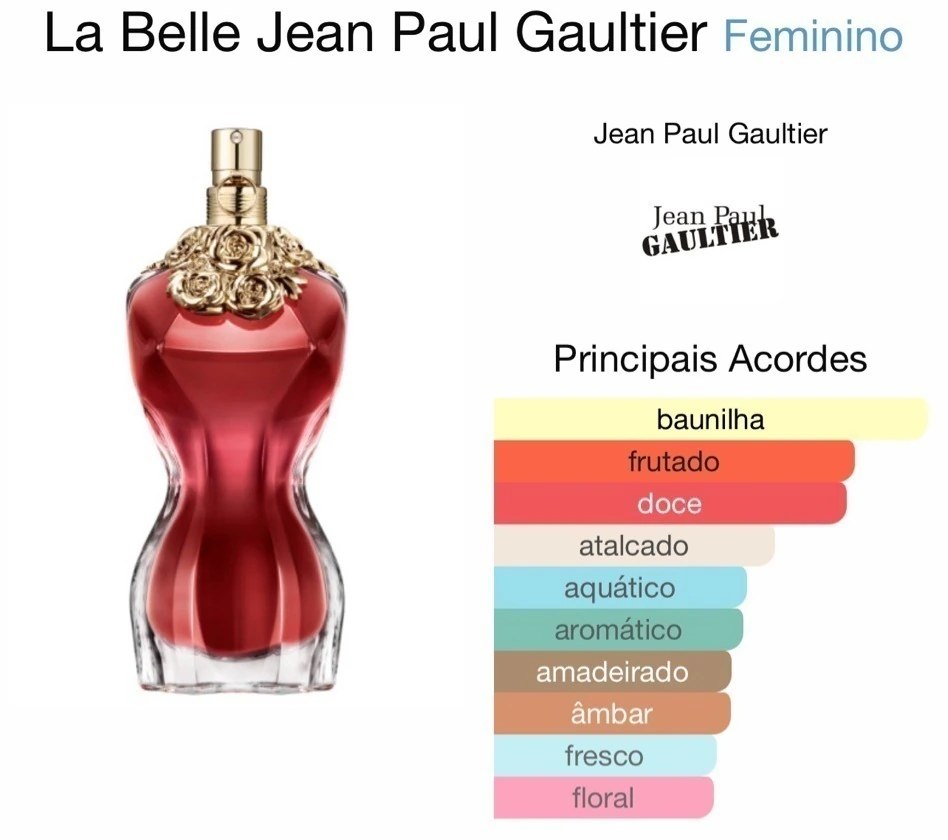 La Belle Jean Paul Gaultier Feminino
Jean Paul Gaultier
Jean Paul
GAULTIER
Principais Acordes
baunilha
frutado
doce
atalcado
aquático
aromático
amadeirado
âmbar
fresco
floral